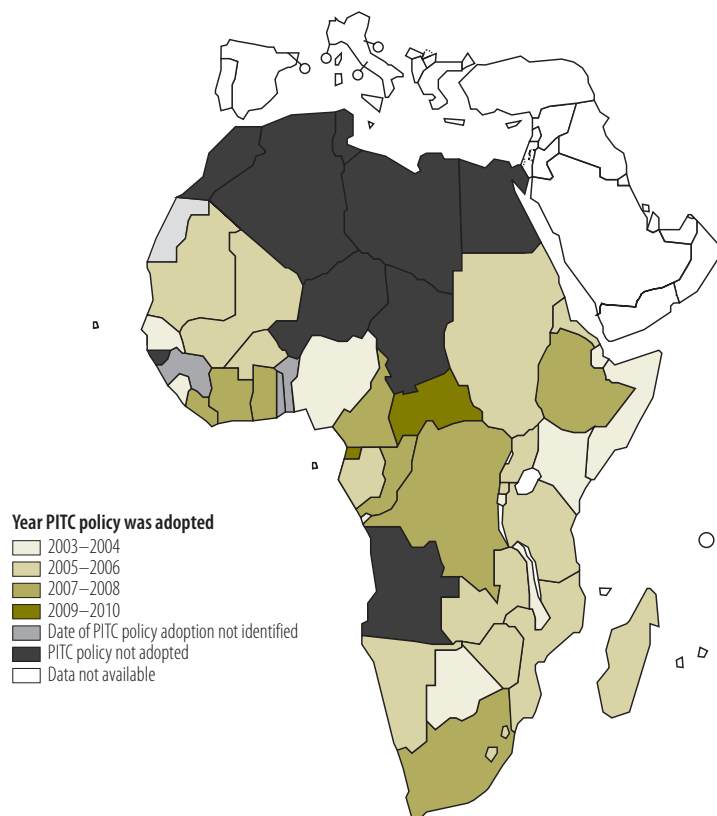 Year PITC policy was adopted
2003–2004
2005–2006
2007–2008
2009–2010
Date of PITC policy adoption not identified
PITC policy not adopted
Data not available